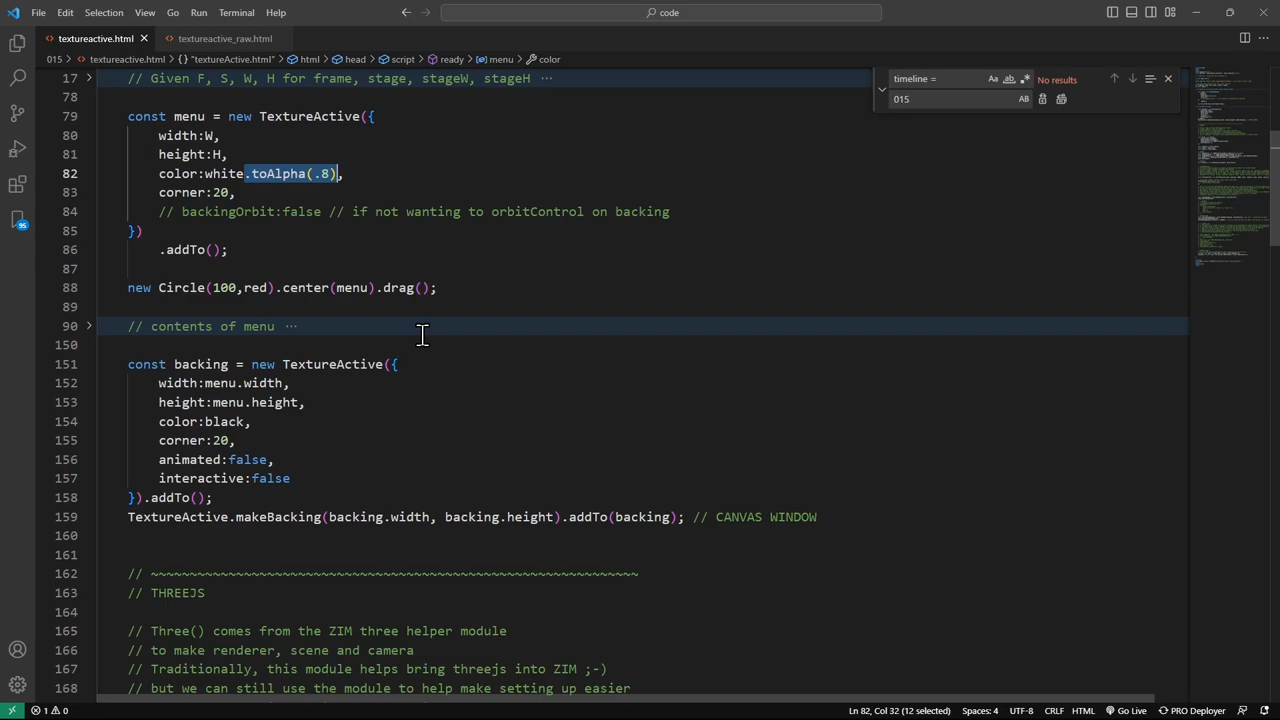 File Edit Selection View Go Run Terminal Help
code
textureactive.html
textureactive_raw.html
015 > textureactive.html > {} "textureActive.html" > html > head > script > ready > menu > color
timeline =
No results
015
17 // Given F, S, W, H for frame, stage, stageW, stageH ...
78
79 const menu = new TextureActive({
80 width:W,
81 height:H,
82 color:white.toAlpha(.8),
83 corner:20,
84 // backingOrbit:false // if not wanting to orbitControl on backing
85 })
86 .addTo();
87
88 new Circle(100,red).center(menu).drag();
89
90 // contents of menu ...
150
151 const backing = new TextureActive({
152 width:menu.width,
153 height:menu.height,
154 color:black,
155 corner:20,
156 animated:false,
157 interactive:false
158 }).addTo();
159 TextureActive.makeBacking(backing.width, backing.height).addTo(backing); // CANVAS WINDOW
160
161
162 // ~~~~~~~~~~~~~~~~~~~~~~~~~~~~~~~~~~~~~~~~~~~~~~~~~~~~~~~~~~~~~~~
163 // THREEJS
164
165 // Three() comes from the ZIM three helper module
166 // to make renderer, scene and camera
167 // Traditionally, this module helps bring threejs into ZIM ;-)
168 // but we can still use the module to help make setting up easier
95
1 0 Ln 82, Col 32 (12 selected) Spaces: 4 UTF-8 CRLF HTML Go Live PRO Deployer